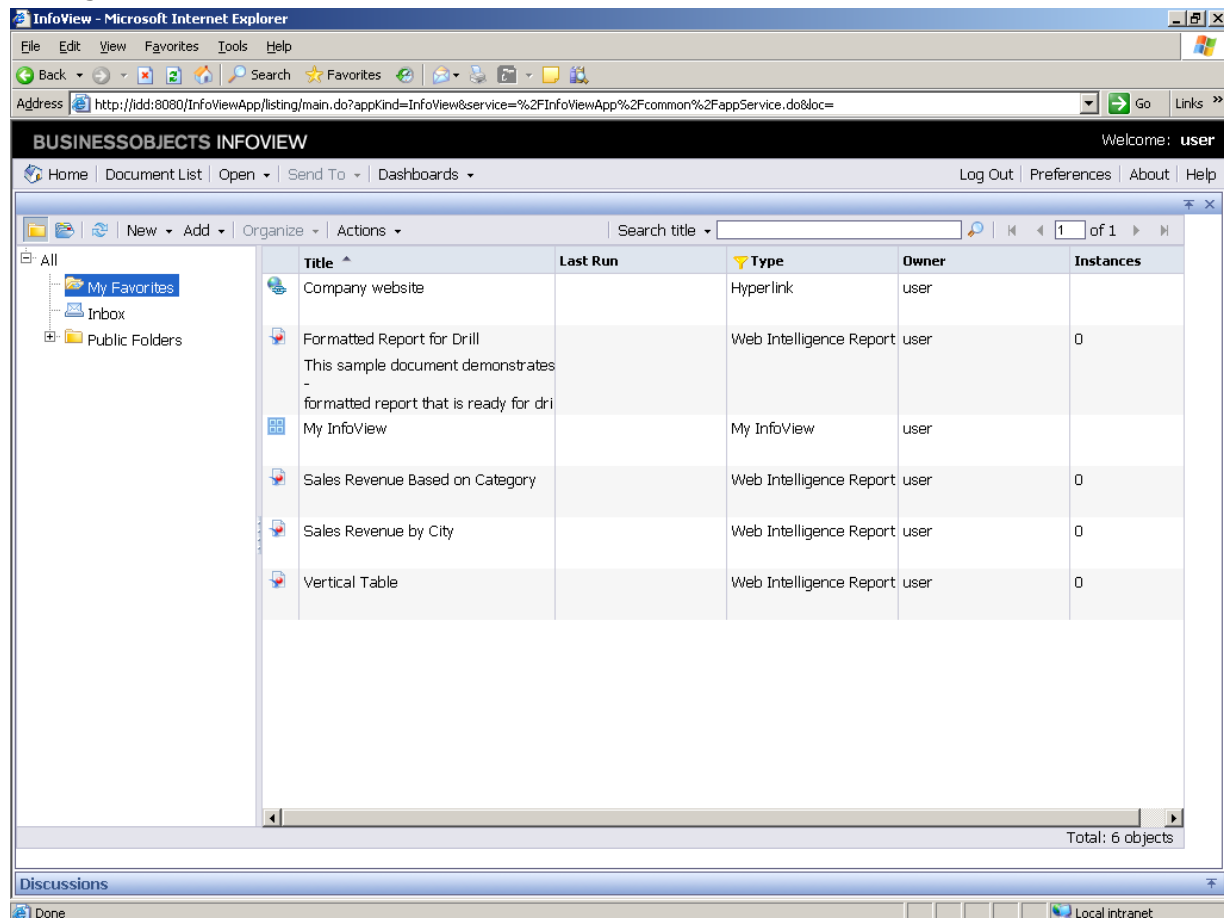 InfoView - Microsoft Internet Explorer
File Edit View Favorites Tools Help
Back Search Favorites
Address http://idd:8080/InfoViewApp/listing/main.do?appKind=InfoView&service=%2FInfoViewApp%2Fcommon%2FappService.do&loc= Go Links »
BUSINESSOBJECTS INFOVIEW Welcome: user
Home Document List Open Send To Dashboards Log Out Preferences About Help
New Add Organize Actions Search title 1 of 1
All
My Favorites
Inbox
Public Folders
Title Last Run Type Owner Instances
Company website Hyperlink user
Formatted Report for Drill Web Intelligence Report user 0
This sample document demonstrates
-
formatted report that is ready for dri
My InfoView My InfoView user
Sales Revenue Based on Category Web Intelligence Report user 0
Sales Revenue by City Web Intelligence Report user 0
Vertical Table Web Intelligence Report user 0
Total: 6 objects
Discussions
Done Local intranet